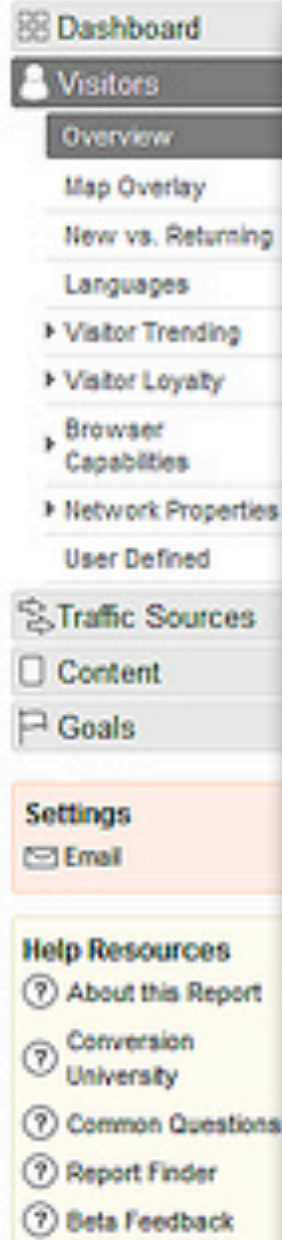 Dashboard
Visitors
Overview
Map Overlay
New vs. Returning
Languages
Visitor Trending
Visitor Loyalty
Browser
Capabilities
Network Properties
User Defined
Traffic Sources
Content
Goals
Settings
Email
Help Resources
? About this Report
? Conversion
University
? Common Questions
? Report Finder
? Beta Feedback